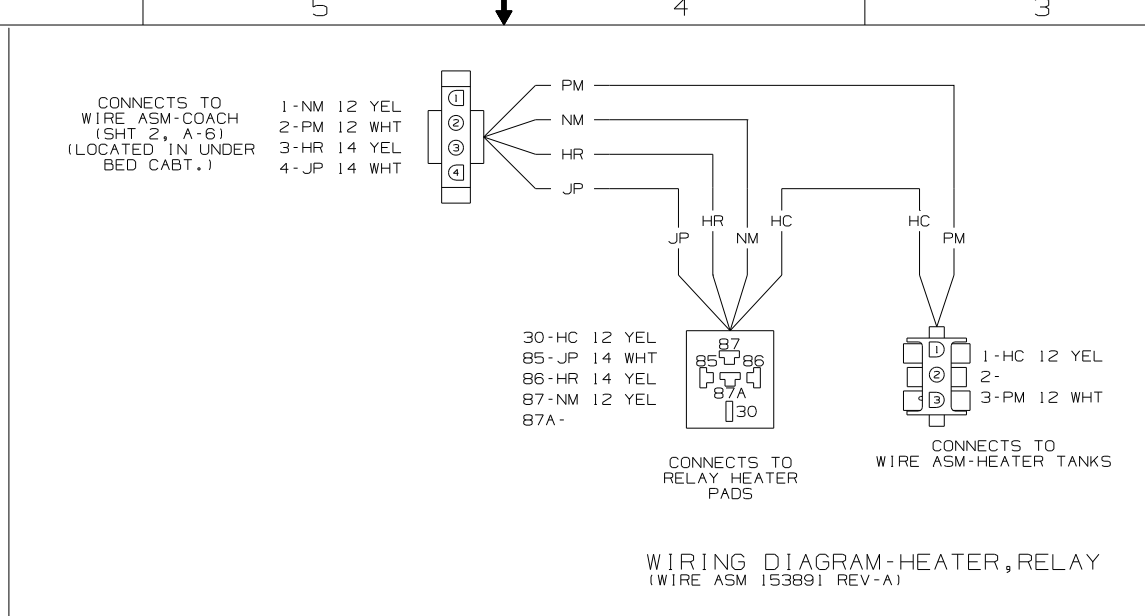 5 4 3
CONNECTS TO
WIRE ASM-COACH
(SHT 2, A-6)
(LOCATED IN UNDER
BED CABT.)
1-NM 12 YEL
2-PM 12 WHT
3-HR 14 YEL
4-JP 14 WHT
1
2
3
4
PM
NM
HR
JP
HR HC HC
JP NM PM
30-HC 12 YEL
85-JP 14 WHT
86-HR 14 YEL
87-NM 12 YEL
87A-
87
85 86
87A
30
CONNECTS TO
RELAY HEATER
PADS
1
2
3
1-HC 12 YEL
2-
3-PM 12 WHT
CONNECTS TO
WIRE ASM-HEATER TANKS
WIRING DIAGRAM-HEATER,RELAY
(WIRE ASM 153891 REV-A)